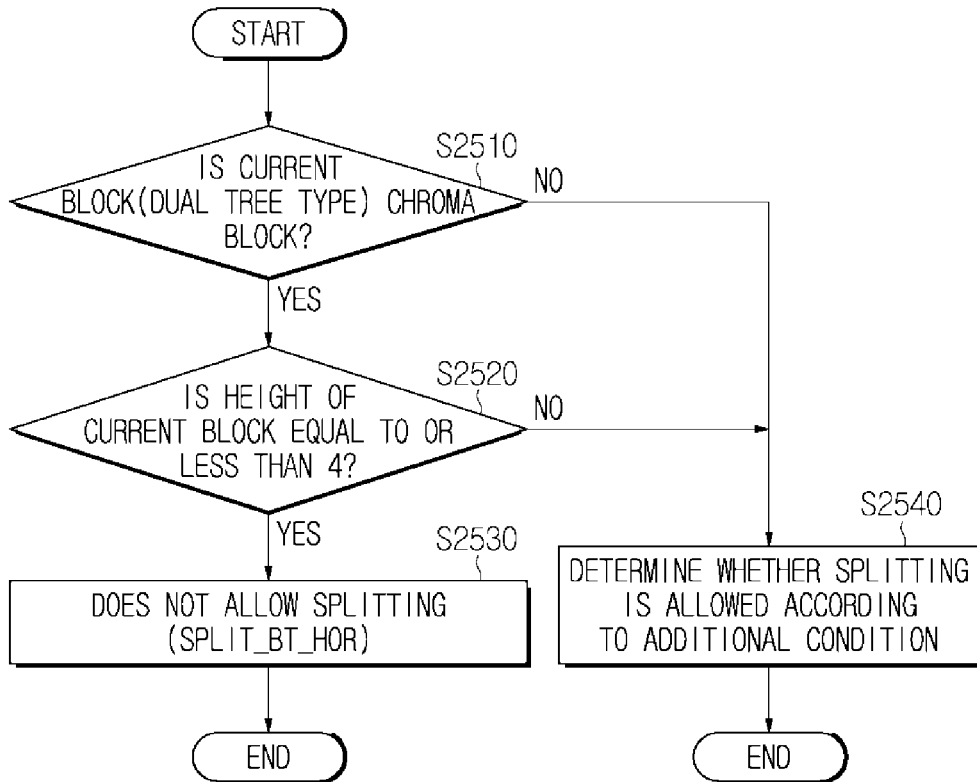 START
S2510
IS CURRENT
BLOCK(DUAL TREE TYPE) CHROMA
BLOCK?
NO
YES
S2520
IS HEIGHT OF
CURRENT BLOCK EQUAL TO OR
LESS THAN 4?
NO
YES
S2530
DOES NOT ALLOW SPLITTING
(SPLIT_BT_HOR)
S2540
DETERMINE WHETHER SPLITTING
IS ALLOWED ACCORDING
TO ADDITIONAL CONDITION
END
END